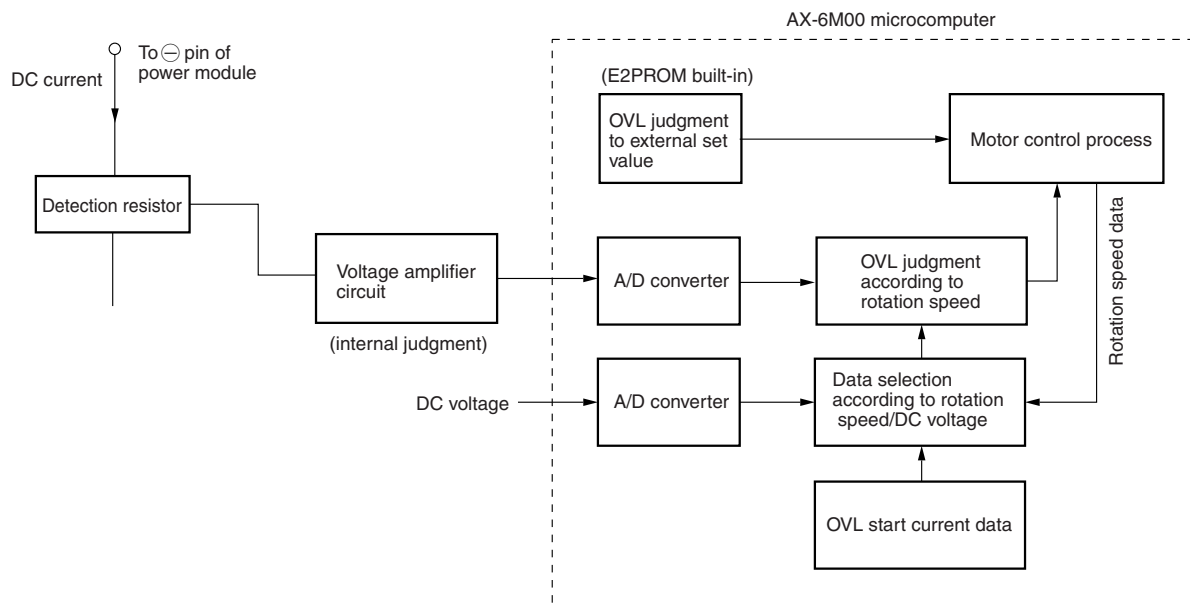 AX-6M00 microcomputer
To ⊖ pin of
power module
DC current
(E2PROM built-in)
OVL judgment
to external set
value
Motor control process
Detection resistor
Rotation speed data
Voltage amplifier
circuit
(internal judgment)
A/D converter
OVL judgment
according to
rotation speed
DC voltage
A/D converter
Data selection
according to rotation
speed/DC voltage
OVL start current data